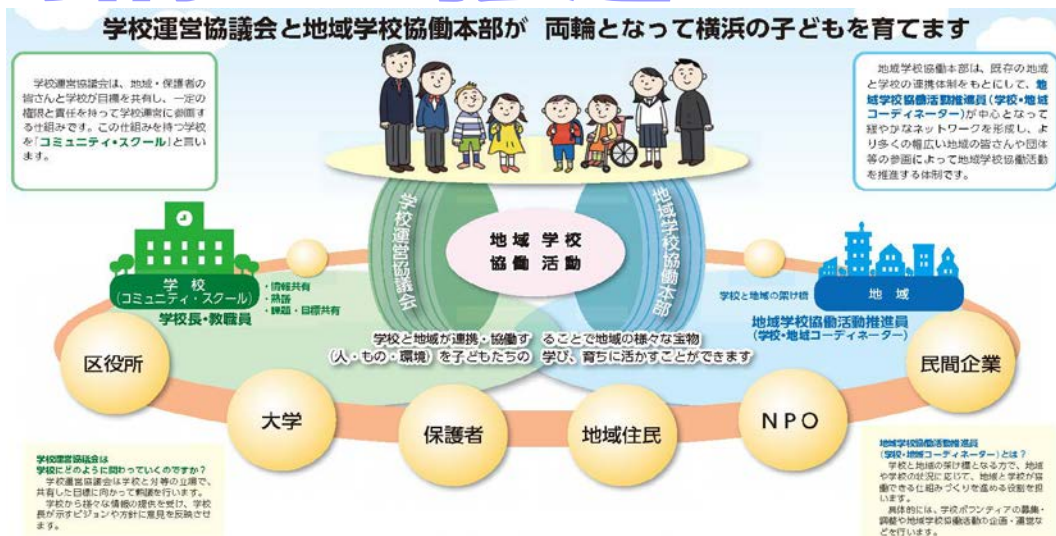 学校運営協議会と地域学校協働本部が 両輪となって横浜の子どもを育てます
学校運営協議会は、地域・保護者の
皆さんと学校が目標を共有し、一定の
権限と責任を持って学校運営に参画す
る仕組みです。この仕組みを持つ学校
を「コミュニティ・スクール」と言い
ます。
地域学校協働本部は、既存の地域
と学校の連携体制をもとにして、地
域学校協働活動推進員(学校・地域
コーディネーター)が中心となって
緩やかなネットワークを形成し、よ
り多くの幅広い地域の皆さんや団体
等の参画によって地域学校協働活動
を推進する体制です。
学校運営協議会
地域学校協働本部
地域 学校
協働 活動
学校
(コミュニティ・スクール)
学校長・教職員
・情報共有
・熟議
・課題・目標共有
学校と地域の架け橋
地域
地域学校協働活動推進員
(学校・地域コーディネーター)
学校と地域が連携・協働す ることで地域の様々な宝物
(人・もの・環境)を子どもたちの 学び、育ちに活かすことができます
区役所
大学
保護者
地域住民
NPO
民間企業
学校運営協議会は
学校にどのように関わっていくのですか?
学校運営協議会は学校と対等の立場で、
共有した目標に向かって熟議を行います。
学校から様々な情報の提供を受け、学校
長が示すビジョンや方針に意見を反映させ
ます。
地域学校協働活動推進員
(学校・地域コーディネーター)とは?
学校と地域の架け橋となる方で、地域
や学校の状況に応じて、地域と学校が協
働できる仕組みづくりを進める役割を担
います。
具体的には、学校ボランティアの募集・
調整や地域学校協働活動の企画・運営な
どを行います。